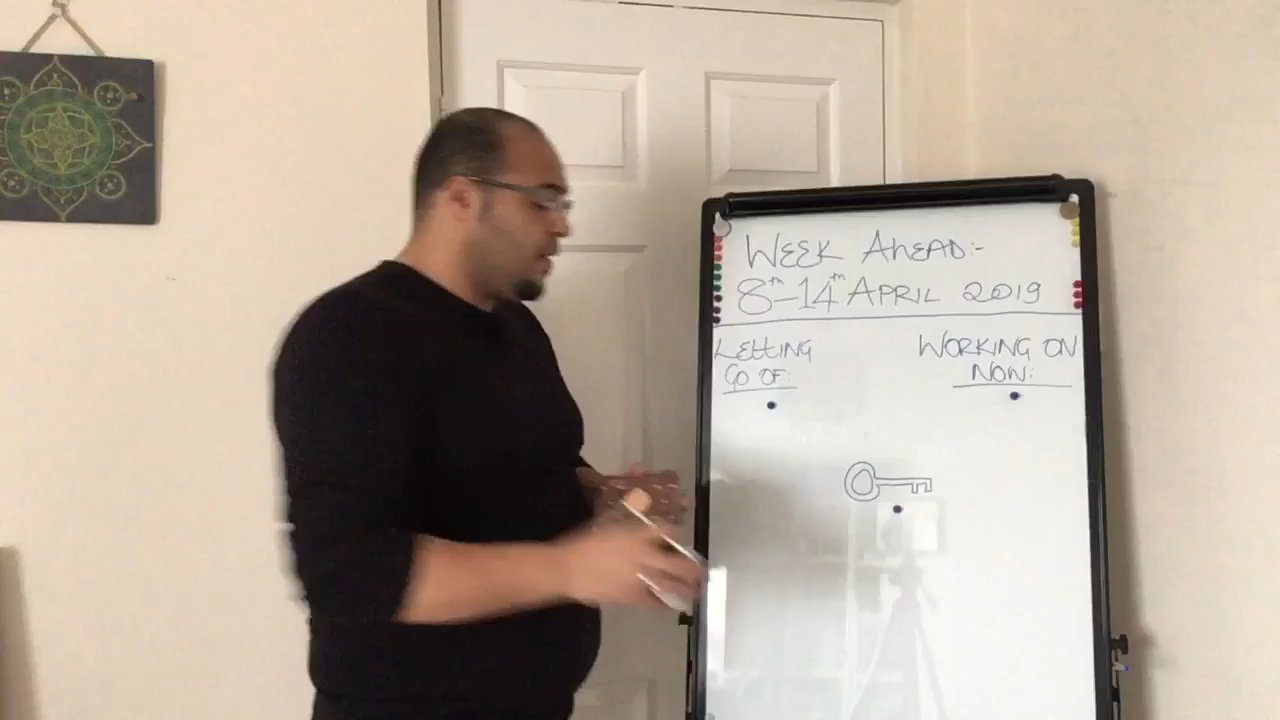 WEEK AHEAD:-
8th-14th APRIL 2019
LETTING
GO OF:
WORKING ON
NOW: